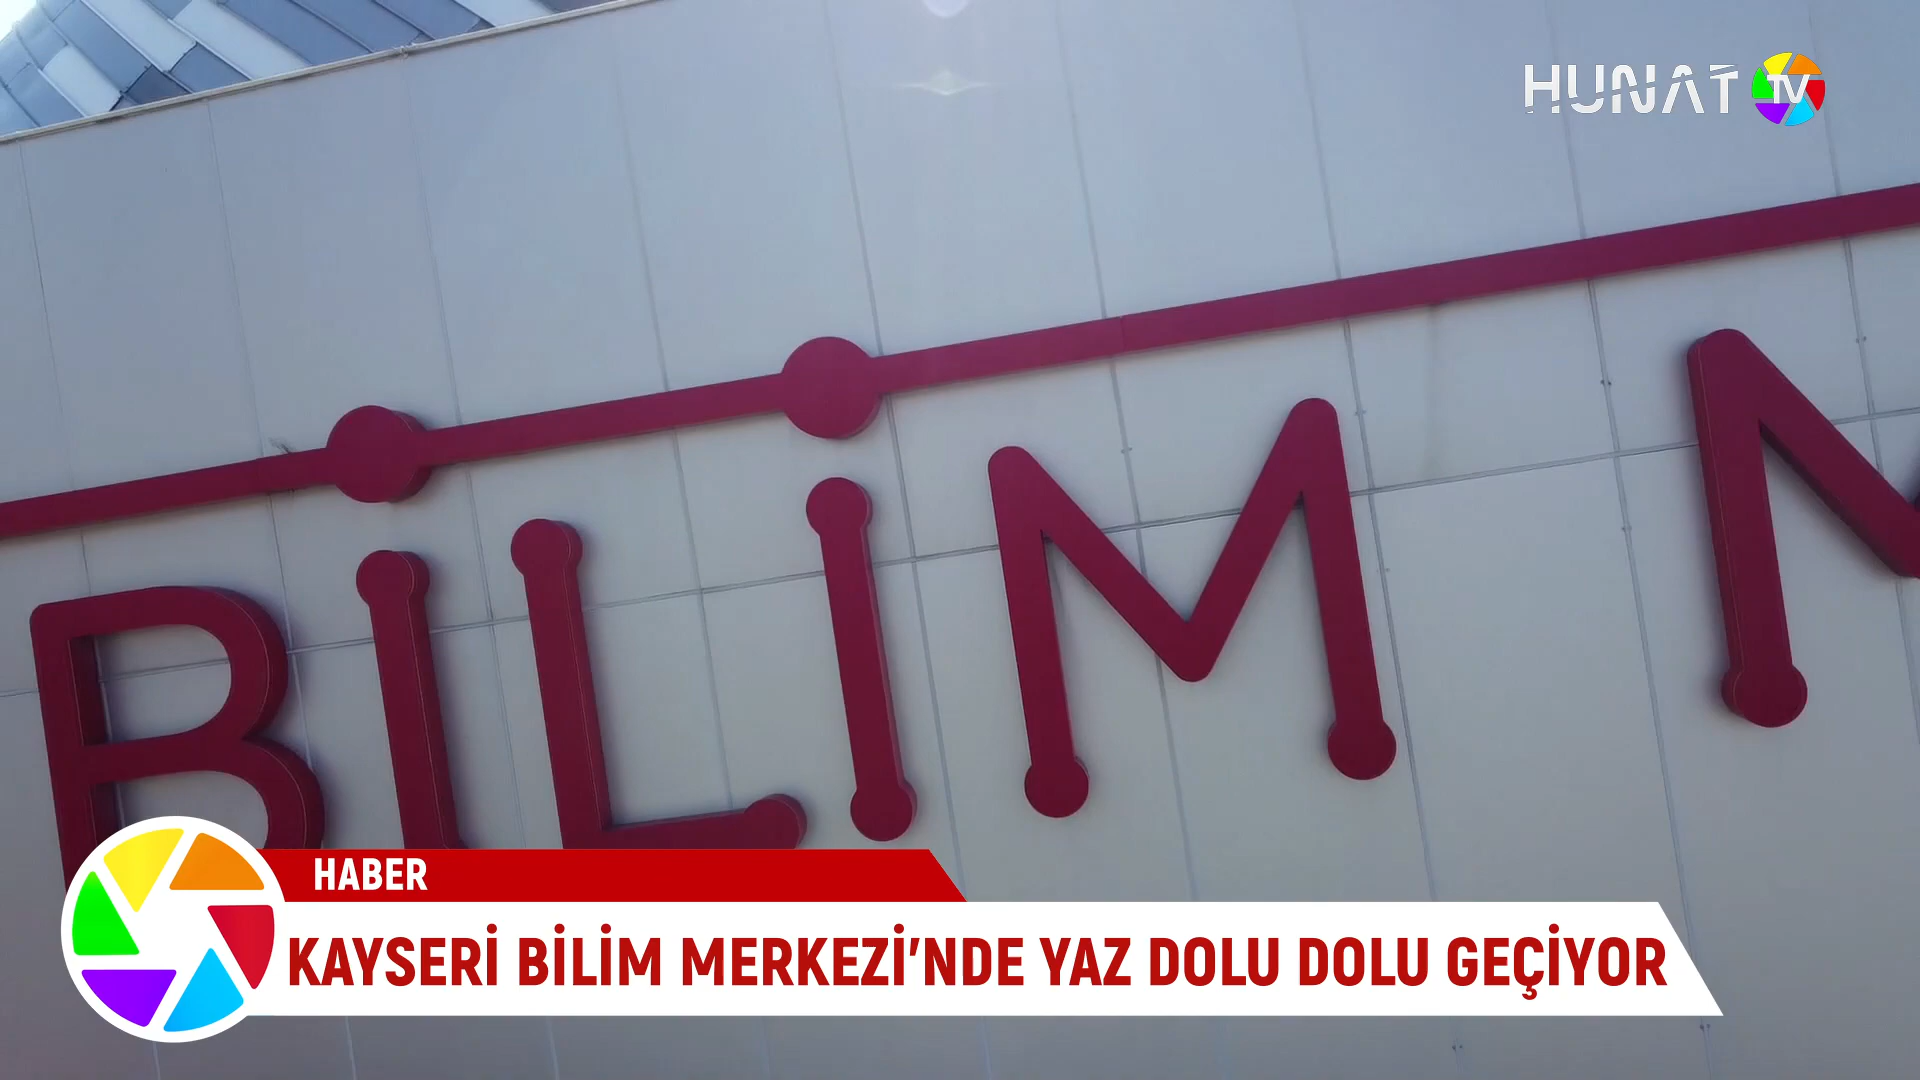 HUNAT TV
BİLİM M
HABER
KAYSERİ BİLİM MERKEZİ'NDE YAZ DOLU DOLU GEÇİYOR